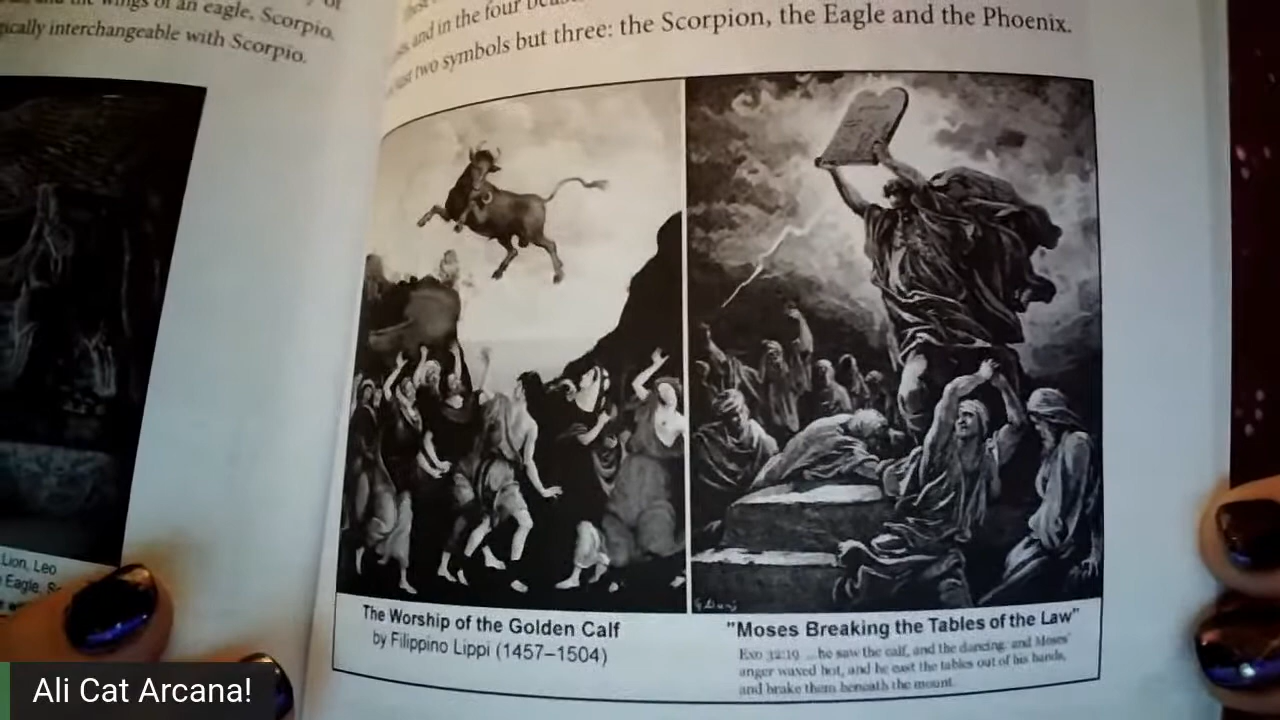 wings of an eagle, Scorpio,
ically interchangeable with Scorpio.
and in the four
two symbols but three: the Scorpion, the Eagle and the Phoenix.
Lion, Leo
Eagle,
The Worship of the Golden Calf
by Filippino Lippi (1457–1504)
"Moses Breaking the Tables of the Law"
Exo 32:19 ...he saw the calf, and the dancing: and Moses'
anger waxed hot, and he cast the tables out of his hands,
and brake them beneath the mount.
Ali Cat Arcana!